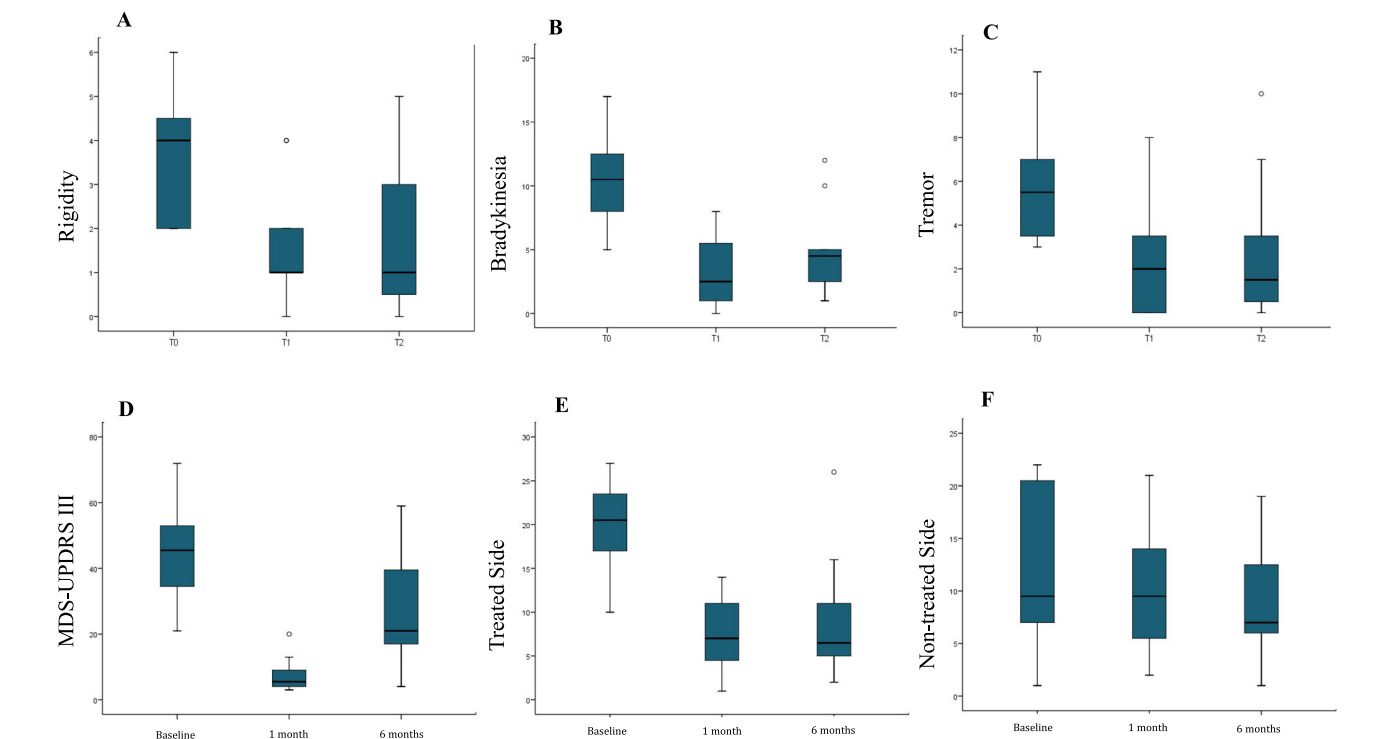 A
Rigidity
6
5
4
3
2
1
0
T0 T1 T2
B
Bradykinesia
20
15
10
5
0
T0 T1 T2
C
Tremor
12
10
8
6
4
2
0
T0 T1 T2
D
MDS-UPDRS III
80
60
40
20
0
Baseline 1 month 6 months
E
Treated Side
30
25
20
15
10
5
0
Baseline 1 month 6 months
F
Non-treated Side
25
20
15
10
5
0
Baseline 1 month 6 months